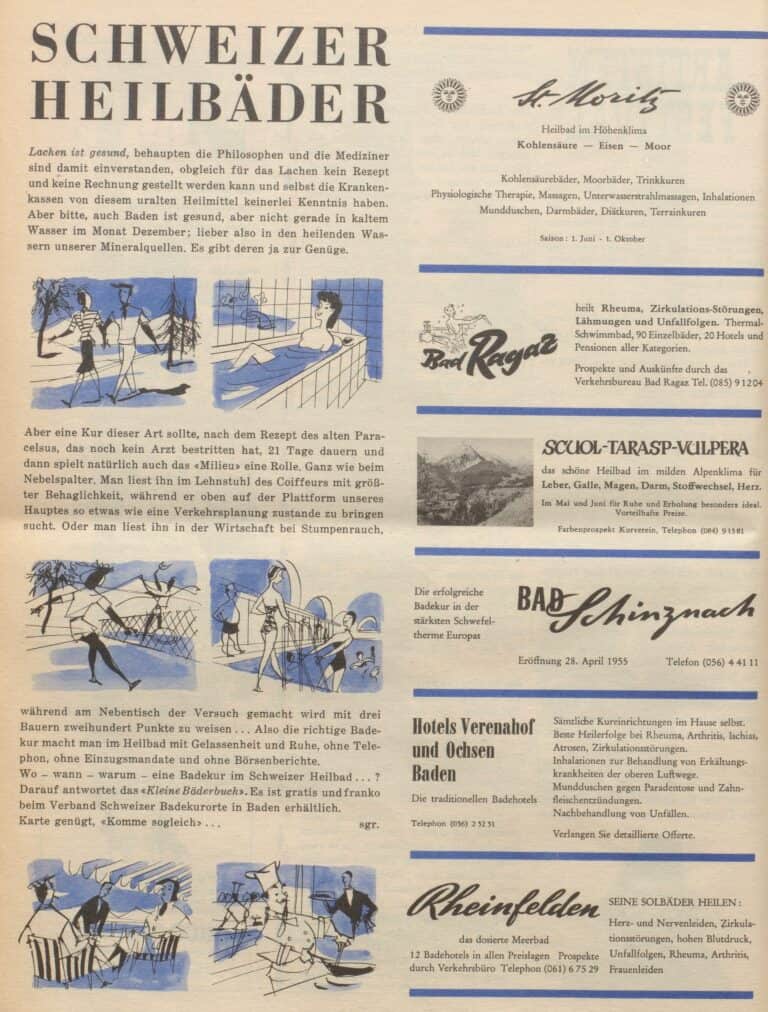 SCHWEIZER
HEILBÄDER
Lachen ist gesund, behaupten die Philosophen und die Mediziner
sind damit einverstanden, obgleich für das Lachen kein Rezept
und keine Rechnung gestellt werden kann und selbst die Kranken-
kassen von diesem uralten Heilmittel keinerlei Kenntnis haben.
Aber bitte, auch Baden ist gesund, aber nicht gerade in kaltem
Wasser im Monat Dezember; lieber also in den heilenden Was-
sern unserer Mineralquellen. Es gibt deren ja zur Genüge.
Aber eine Kur dieser Art sollte, nach dem Rezept des alten Para-
celsus, das noch kein Arzt bestritten hat, 21 Tage dauern und
dann spielt natürlich auch das «Milieu» eine Rolle. Ganz wie beim
Nebelspalter. Man liest ihn im Lehnstuhl des Coiffeurs mit größ-
ter Behaglichkeit, während er oben auf der Plattform unseres
Hauptes so etwas wie eine Verkehrsplanung zustande zu bringen
sucht. Oder man liest ihn in der Wirtschaft bei Stumpenrauch,
während am Nebentisch der Versuch gemacht wird mit drei
Bauern zweihundert Punkte zu weisen ... Also die richtige Bade-
kur macht man im Heilbad mit Gelassenheit und Ruhe, ohne Tele-
phon, ohne Einzugsmandate und ohne Börsenberichte.
Wo – wann – warum – eine Badekur im Schweizer Heilbad ... ?
Darauf antwortet das «Kleine Bäderbuch». Es ist gratis und franko
beim Verband Schweizer Badekurorte in Baden erhältlich.
Karte genügt, «Komme sogleich» ... sgr.
St. Moritz
Heilbad im Höhenklima
Kohlensäure — Eisen — Moor
Kohlensäurebäder, Moorbäder, Trinkkuren
Physiologische Therapie, Massagen, Unterwasserstrahlmassagen, Inhalationen
Mundduschen, Darmbäder, Diätkuren, Terrainkuren
Saison: 1. Juni - 1. Oktober
Bad Ragaz
heilt Rheuma, Zirkulations-Störungen,
Lähmungen und Unfallfolgen. Thermal-
Schwimmbad, 90 Einzelbäder, 20 Hotels und
Pensionen aller Kategorien.
Prospekte und Auskünfte durch das
Verkehrsbureau Bad Ragaz Tel. (085) 9 12 04
SCUOL-TARASP-VULPERA
das schöne Heilbad im milden Alpenklima für
Leber, Galle, Magen, Darm, Stoffwechsel, Herz.
Im Mai und Juni für Ruhe und Erholung besonders ideal.
Vorteilhafte Preise.
Farbenprospekt Kurverein, Telephon (084) 9 15 81
Die erfolgreiche
Badekur in der
stärksten Schwefel-
therme Europas
BAD Schinznach
Eröffnung 28. April 1955 Telefon (056) 4 41 11
Hotels Verenahof
und Ochsen
Baden
Die traditionellen Badehotels
Telephon (056) 2 52 51
Sämtliche Kureinrichtungen im Hause selbst.
Beste Heilerfolge bei Rheuma, Arthritis, Ischias,
Atrosen, Zirkulationsstörungen.
Inhalationen zur Behandlung von Erkältungs-
krankheiten der oberen Luftwege.
Mundduschen gegen Paradentose und Zahn-
fleischentzündungen.
Nachbehandlung von Unfällen.
Verlangen Sie detaillierte Offerte.
Rheinfelden
das dosierte Meerbad
12 Badehotels in allen Preislagen Prospekte
durch Verkehrsbüro Telephon (061) 6 75 29
SEINE SOLBÄDER HEILEN:
Herz- und Nervenleiden, Zirkula-
tionsstörungen, hohen Blutdruck,
Unfallfolgen, Rheuma, Arthritis,
Frauenleiden